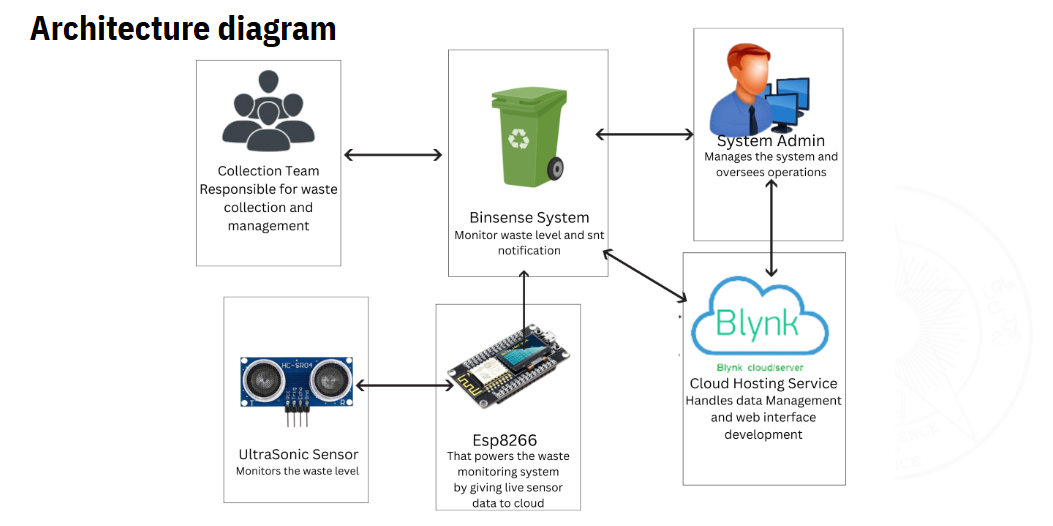 Architecture diagram
Collection Team
Responsible for waste
collection and
management
Binsense System
Monitor waste level and snt
notification
System Admin
Manages the system and
oversees operations
HC-SR04
UltraSonic Sensor
Monitors the waste level
Esp8266
That powers the waste
monitoring system
by giving live sensor
data to cloud
Blynk
Blynk cloud/server
Cloud Hosting Service
Handles data Management
and web interface
development